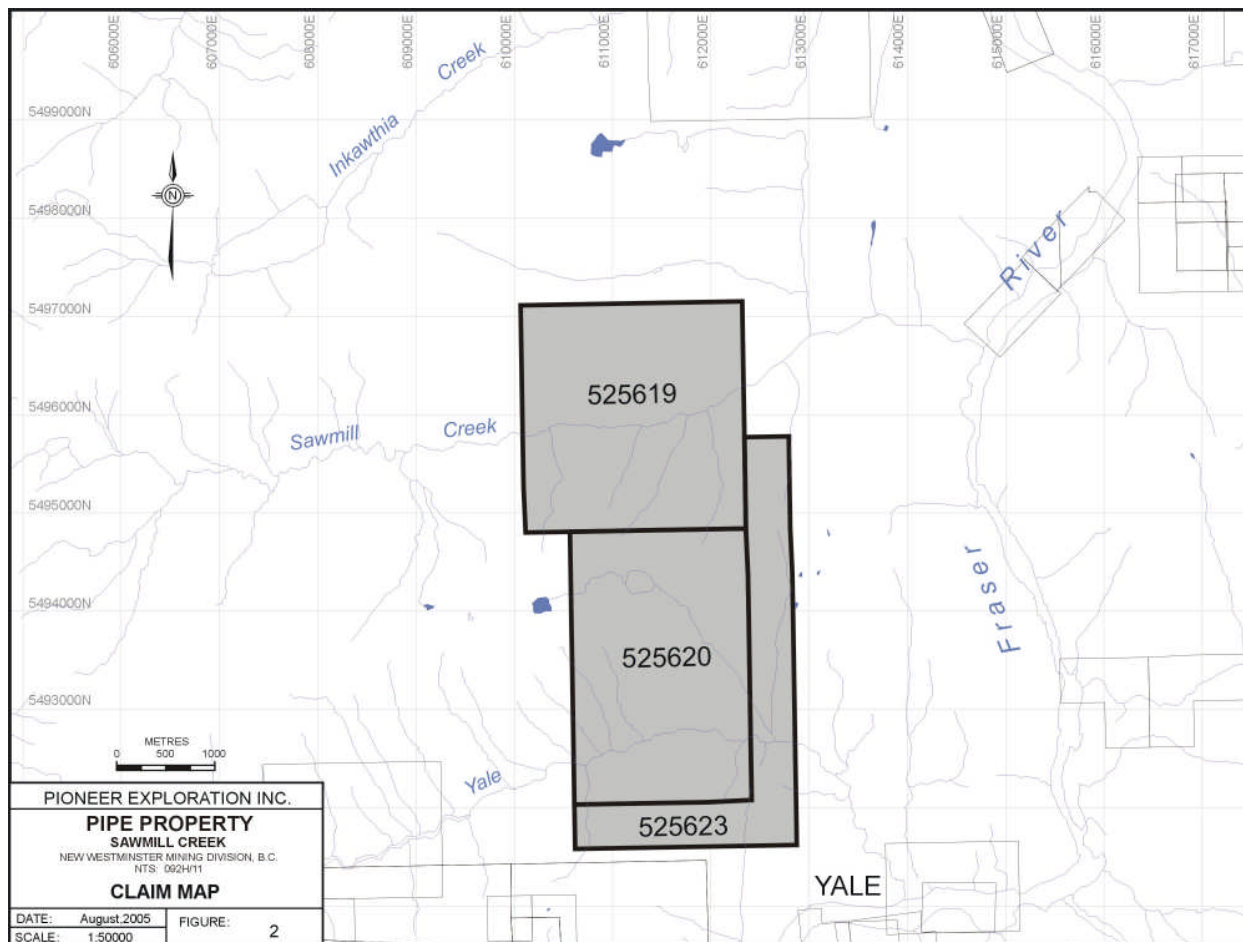 606000E
607000E
608000E
609000E
610000E
611000E
612000E
613000E
614000E
615000E
616000E
617000E
5499000N
5498000N
5497000N
5496000N
5495000N
5494000N
5493000N
Inkawthia Creek
N
River
Fraser
525619
Sawmill Creek
525620
Yale
525623
YALE
METRES
0 500 1000
PIONEER EXPLORATION INC.
PIPE PROPERTY
SAWMILL CREEK
NEW WESTMINSTER MINING DIVISION, B.C.
NTS: 092H/11
CLAIM MAP
DATE: August,2005
FIGURE: 2
SCALE: 1:50000